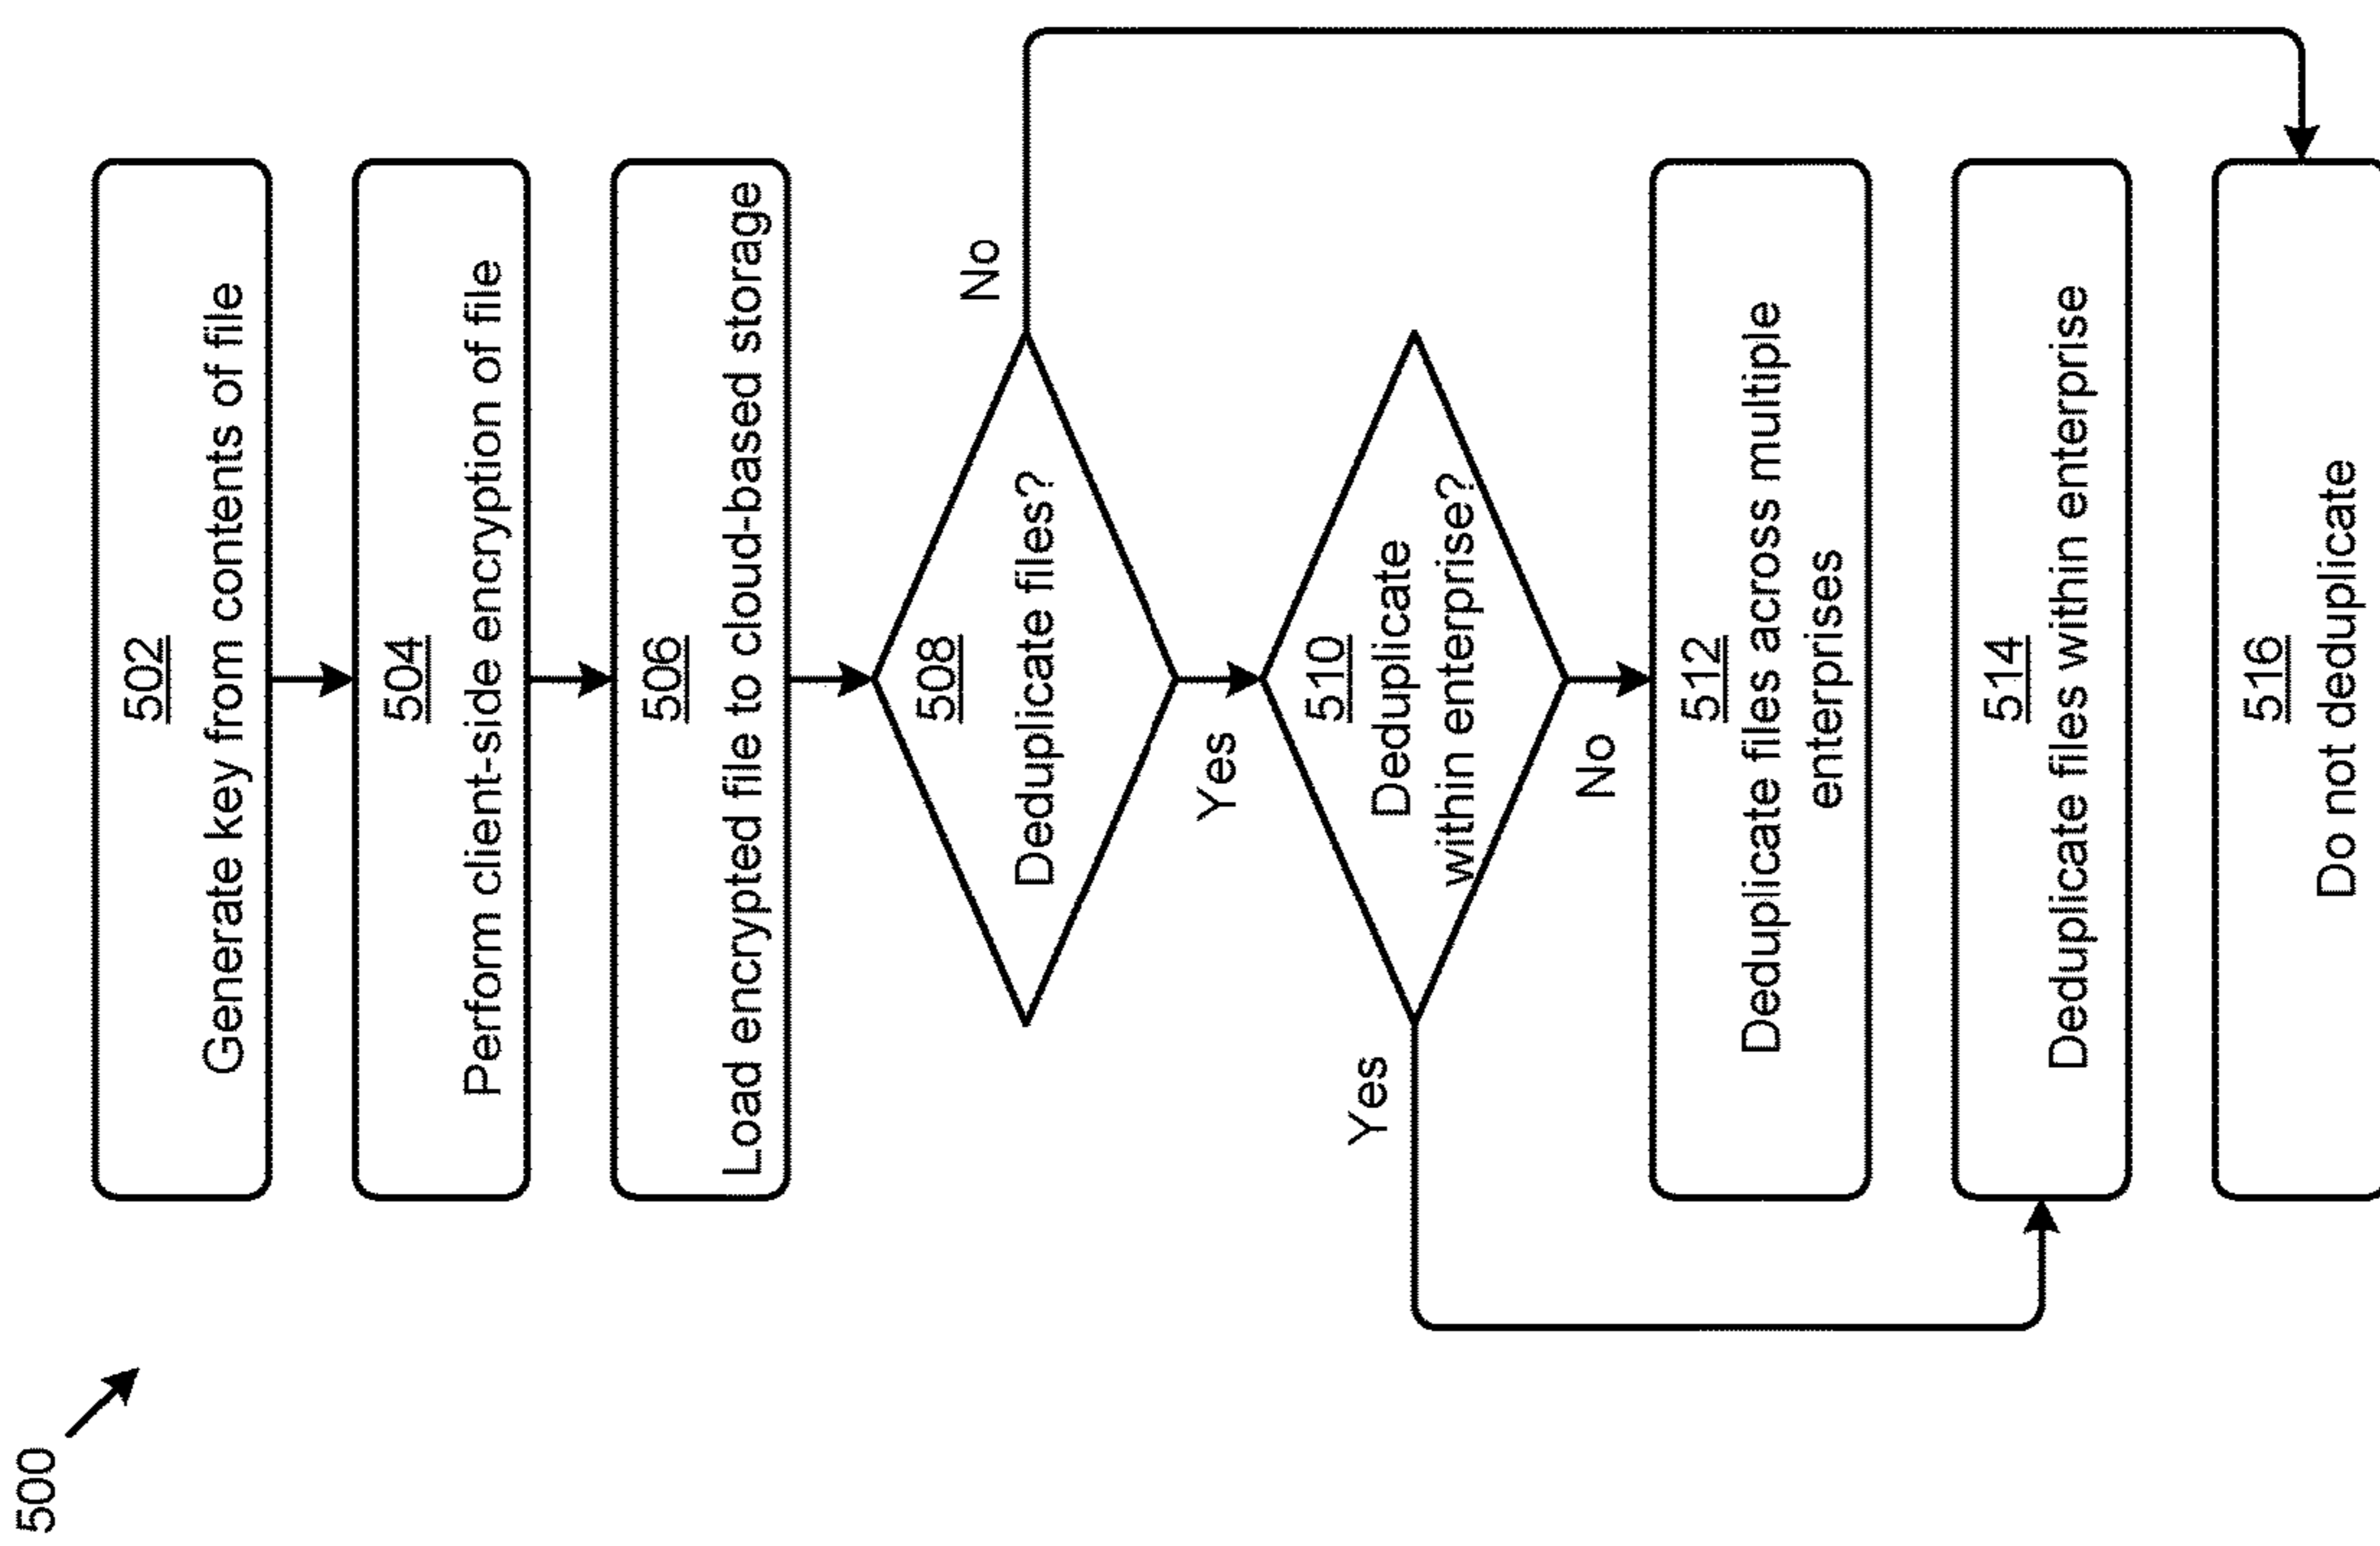 500
502
Generate key from contents of file
504
Perform client-side encryption of file
506
Load encrypted file to cloud-based storage
508
Deduplicate files?
No
Yes
510
Deduplicate
within enterprise?
Yes
No
512
Deduplicate files across multiple
enterprises
514
Deduplicate files within enterprise
516
Do not deduplicate